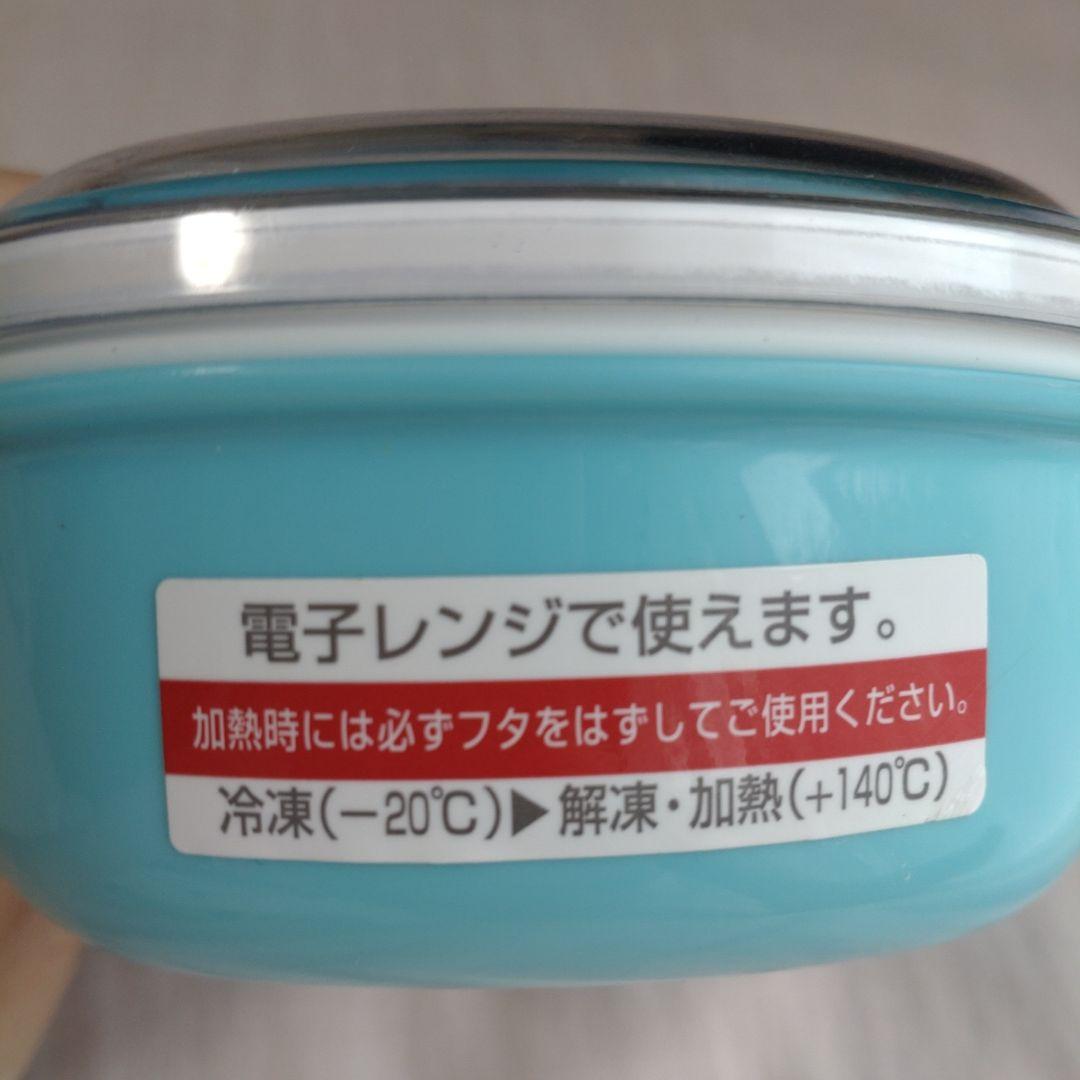 電子レンジで使えます。
加熱時には必ずフタをはずしてご使用ください。
冷凍(－20℃)▶解凍・加熱(+140℃)